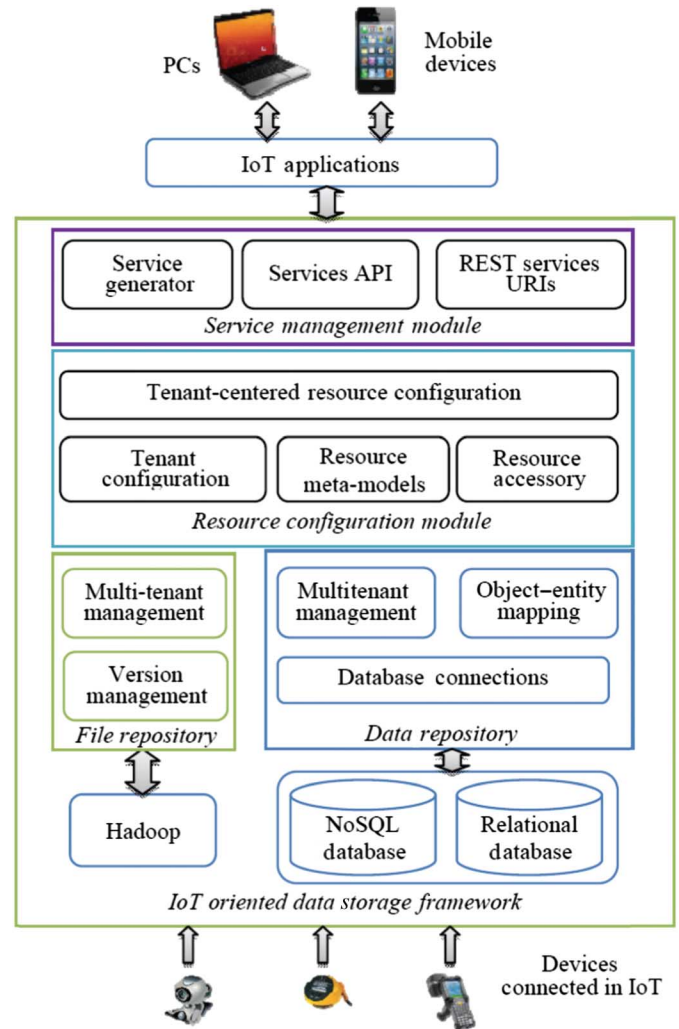 PCs
Mobile
devices
IoT applications
Service
generator
Services API
REST services
URIs
Service management module
Tenant-centered resource configuration
Tenant
configuration
Resource
meta-models
Resource
accessory
Resource configuration module
Multi-tenant
management
Version
management
File repository
Multitenant
management
Object–entity
mapping
Database connections
Data repository
Hadoop
NoSQL
database
Relational
database
IoT oriented data storage framework
Devices
connected in IoT